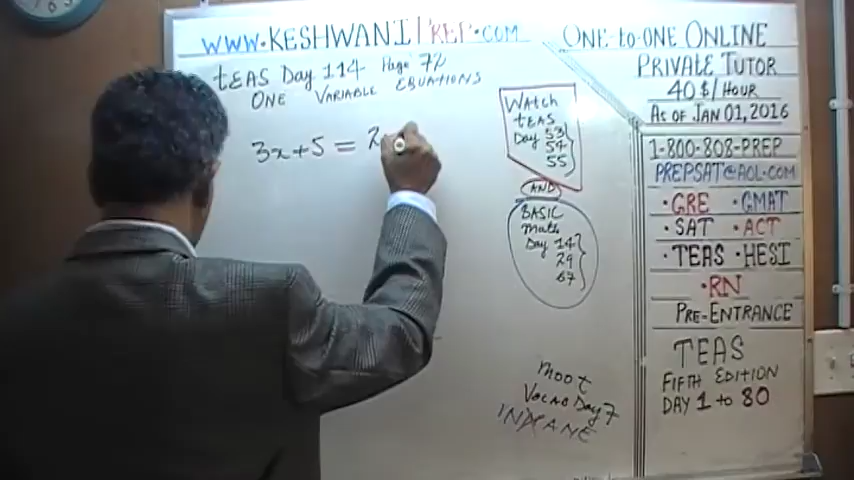 WWW.KESHWANI PREP.COM
TEAS Day 114 Page 72
ONE VARIABLE EQUATIONS
3x+5 = 2
WATCH
TEAS
Day 53
54
55
AND
BASIC
Math
Day 14
29
67
MOOT
VOCAB Day 7
INANE
ONE-TO-ONE ONLINE
PRIVATE TUTOR
40 $/HOUR
AS OF JAN 01, 2016
1-800-808-PREP
PREPSAT@AOL.COM
•GRE •GMAT
•SAT •ACT
•TEAS •HESI
•RN
PRE-ENTRANCE
TEAS
FIFTH EDITION
DAY 1 to 80